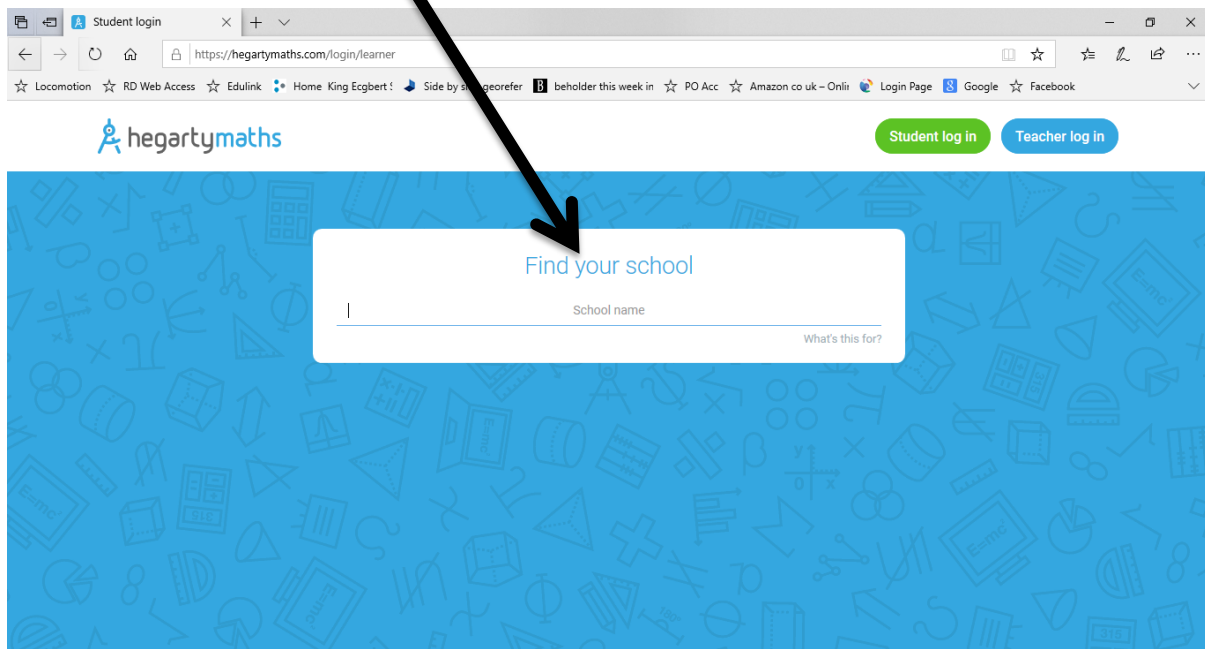 Student login
https://hegartymaths.com/login/learner
Locomotion RD Web Access Edulink Home King Ecgbert Side by georefer B beholder this week in PO Acc Amazon co uk – Onlin Login Page 8 Google Facebook
hegartymaths
Student log in Teacher log in
Find your school
School name
What's this for?